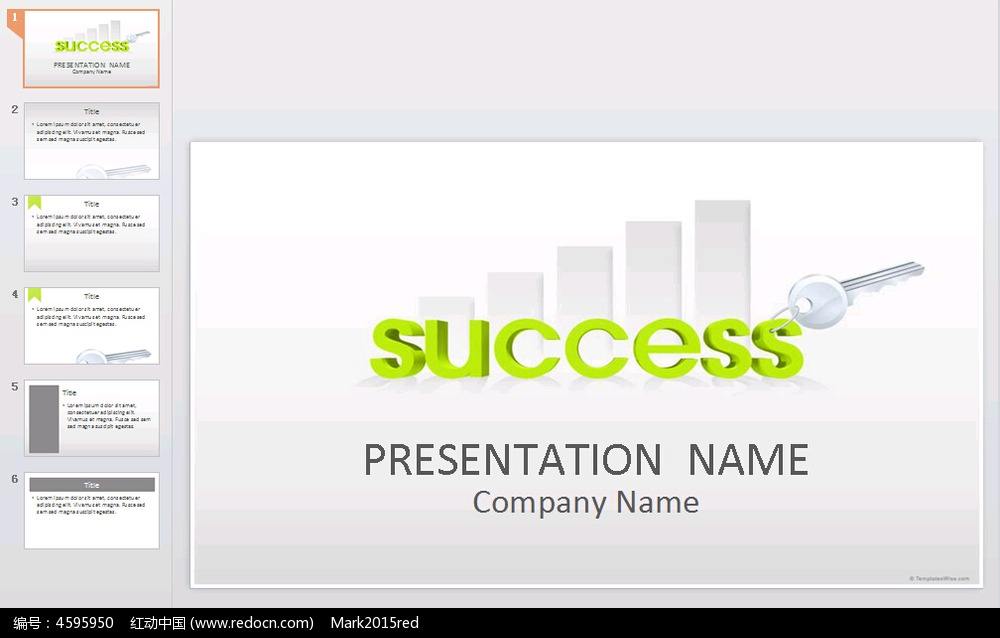 1
success
PRESENTATION NAME
Company Name
2
Title
• Lorem ipsum dolor sit amet, consectetuer
adipiscing elit. Vivamus et magna. Fusce sed
sem sed magna suscipit egestas.
3
Title
• Lorem ipsum dolor sit amet, consectetuer
adipiscing elit. Vivamus et magna. Fusce sed
sem sed magna suscipit egestas.
4
Title
• Lorem ipsum dolor sit amet, consectetuer
adipiscing elit. Vivamus et magna. Fusce sed
sem sed magna suscipit egestas.
5
Title
• Lorem ipsum dolor sit amet,
consectetuer adipiscing elit.
Vivamus et magna. Fusce sed sem
sed magna suscipit egestas.
6
Title
• Lorem ipsum dolor sit amet, consectetuer
adipiscing elit. Vivamus et magna. Fusce sed
sem sed magna suscipit egestas.
success
PRESENTATION NAME
Company Name
© TemplatesWise.com
编号：4595950 红动中国 (www.redocn.com) Mark2015red